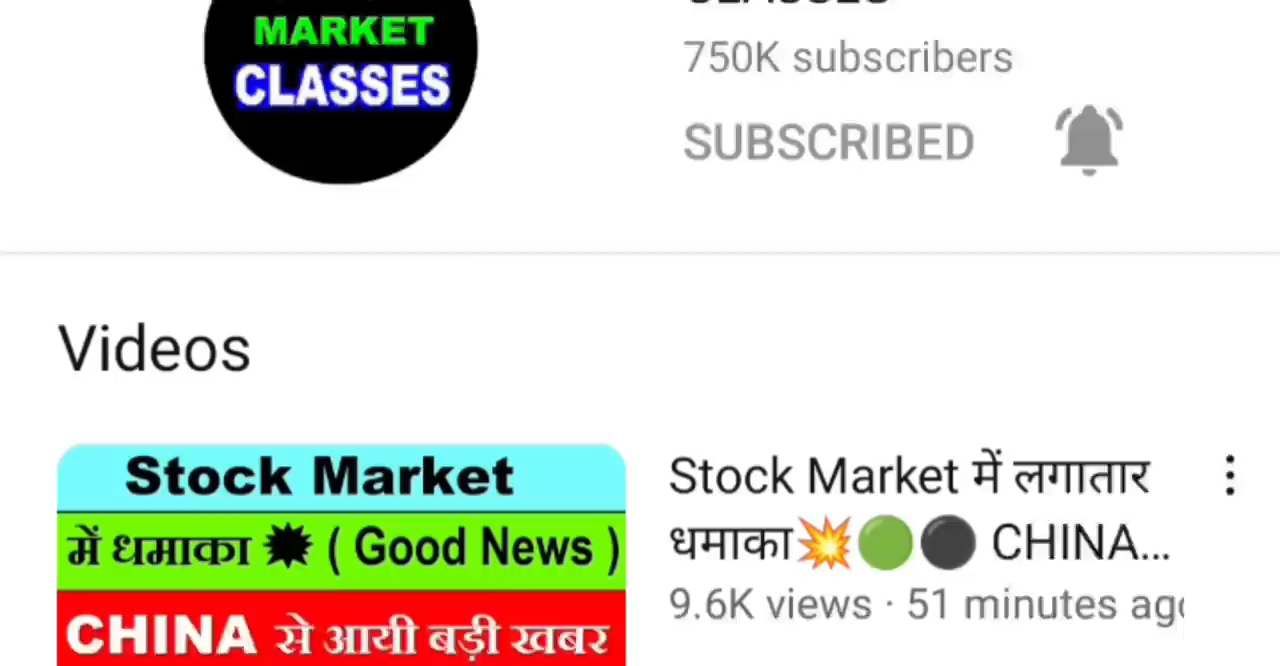 MARKET
CLASSES
CLASSES
750K subscribers
SUBSCRIBED
Videos
Stock Market
में धमाका ( Good News )
CHINA से आयी बड़ी खबर
Stock Market में लगातार
धमाका💥🟢⚫ CHINA...
9.6K views · 51 minutes ago